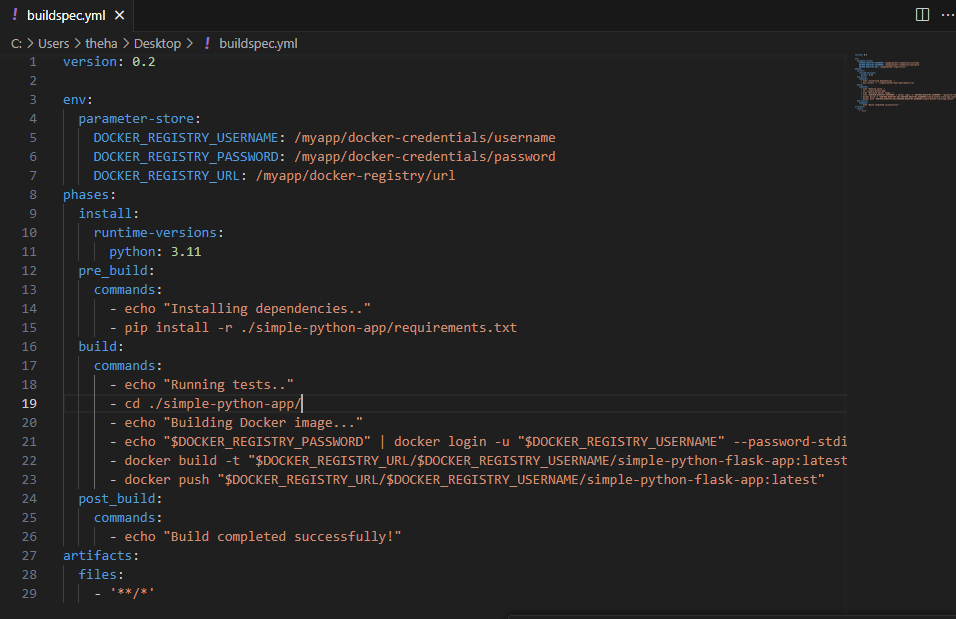 ! buildspec.yml ×
C: > Users > theha > Desktop > ! buildspec.yml
1 version: 0.2
2
3 env:
4   parameter-store:
5     DOCKER_REGISTRY_USERNAME: /myapp/docker-credentials/username
6     DOCKER_REGISTRY_PASSWORD: /myapp/docker-credentials/password
7     DOCKER_REGISTRY_URL: /myapp/docker-registry/url
8 phases:
9   install:
10     runtime-versions:
11       python: 3.11
12   pre_build:
13     commands:
14       - echo "Installing dependencies.."
15       - pip install -r ./simple-python-app/requirements.txt
16   build:
17     commands:
18       - echo "Running tests.."
19       - cd ./simple-python-app/
20       - echo "Building Docker image..."
21       - echo "$DOCKER_REGISTRY_PASSWORD" | docker login -u "$DOCKER_REGISTRY_USERNAME" --password-stdi
22       - docker build -t "$DOCKER_REGISTRY_URL/$DOCKER_REGISTRY_USERNAME/simple-python-flask-app:latest
23       - docker push "$DOCKER_REGISTRY_URL/$DOCKER_REGISTRY_USERNAME/simple-python-flask-app:latest"
24   post_build:
25     commands:
26       - echo "Build completed successfully!"
27 artifacts:
28   files:
29     - '**/*'